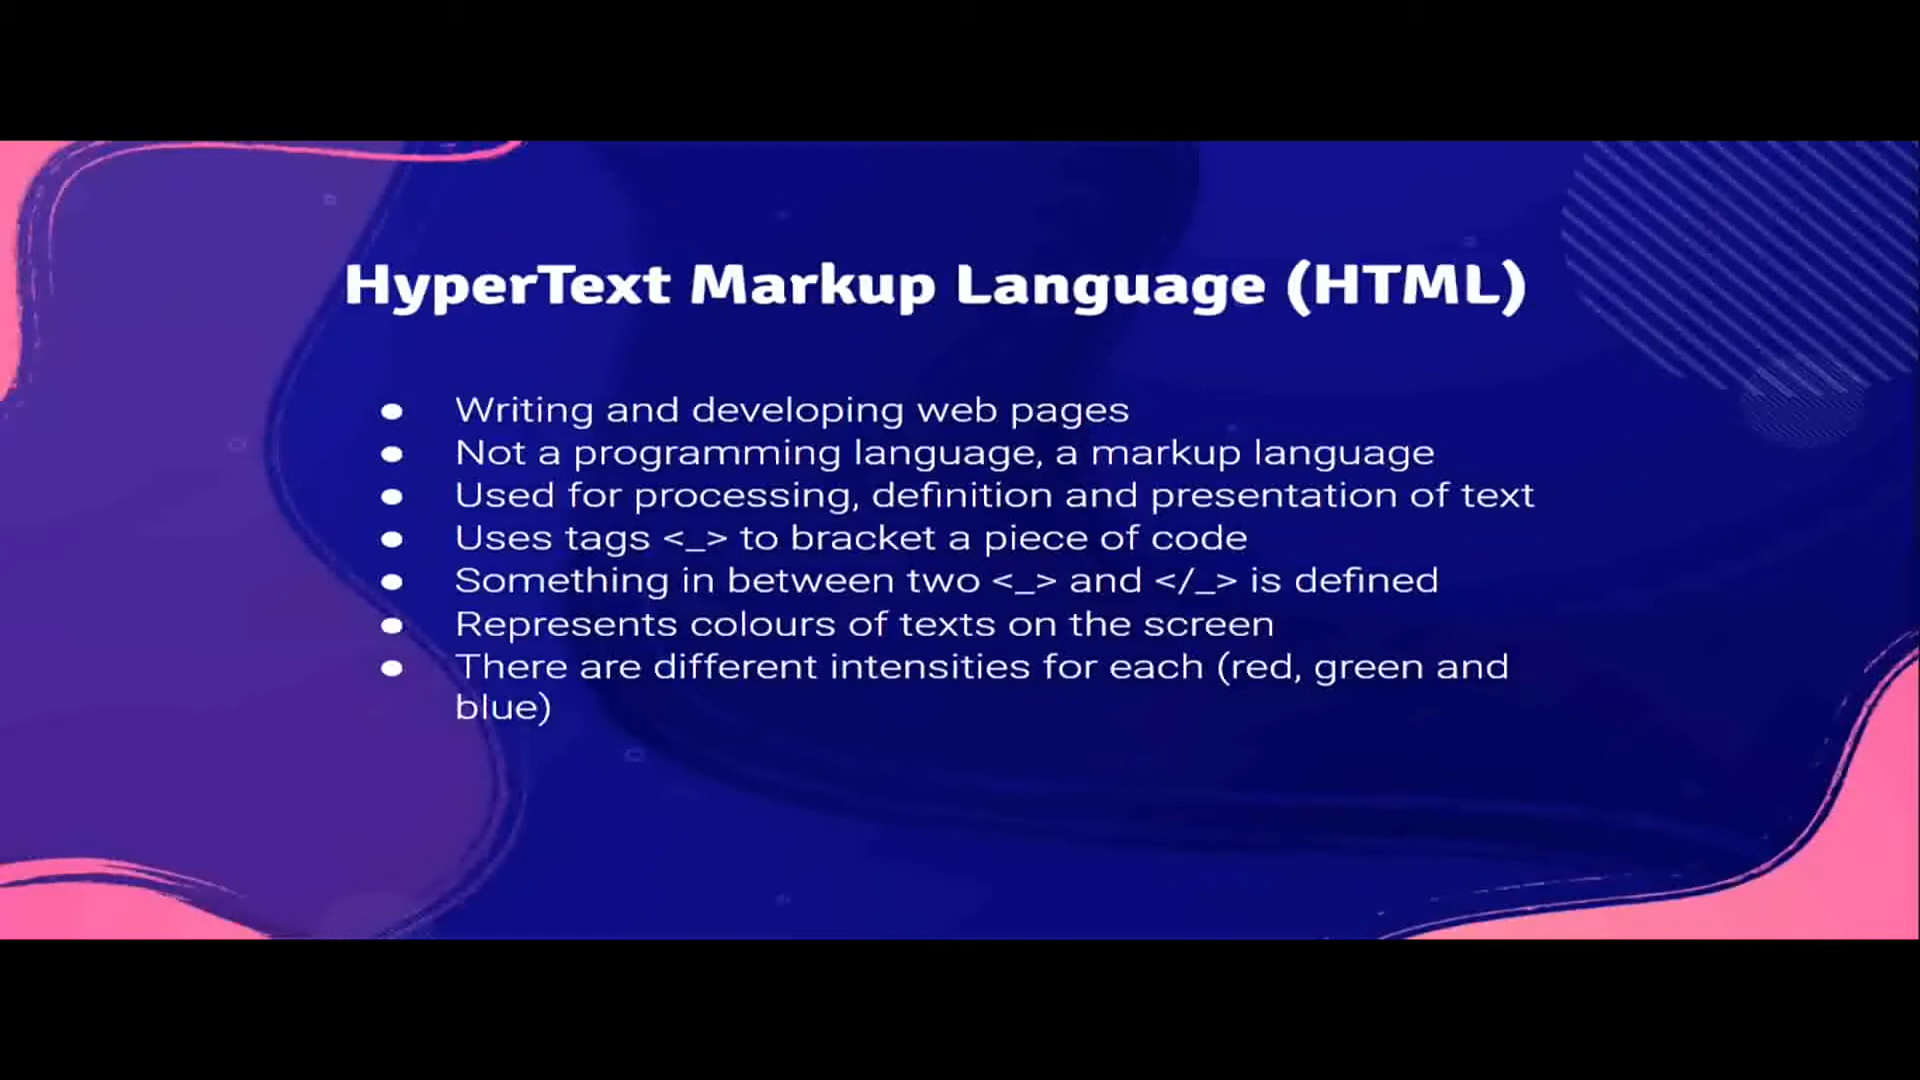 HyperText Markup Language (HTML)
● Writing and developing web pages
● Not a programming language, a markup language
● Used for processing, definition and presentation of text
● Uses tags <_> to bracket a piece of code
● Something in between two <_> and </_> is defined
● Represents colours of texts on the screen
● There are different intensities for each (red, green and
blue)